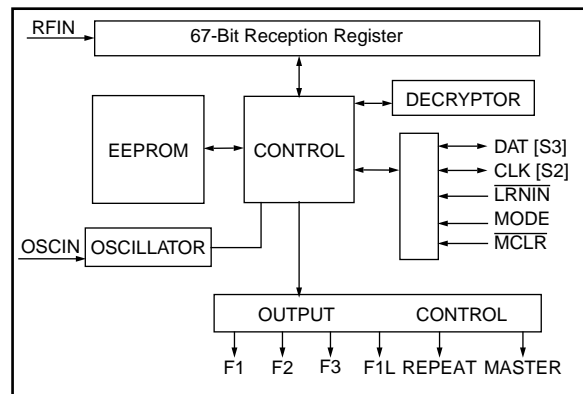 RFIN
67-Bit Reception Register
DECRYPTOR
EEPROM
CONTROL
DAT [S3]
CLK [S2]
LRNIN
MODE
MCLR
OSCIN
OSCILLATOR
OUTPUT CONTROL
F1 F2 F3 F1L REPEAT MASTER